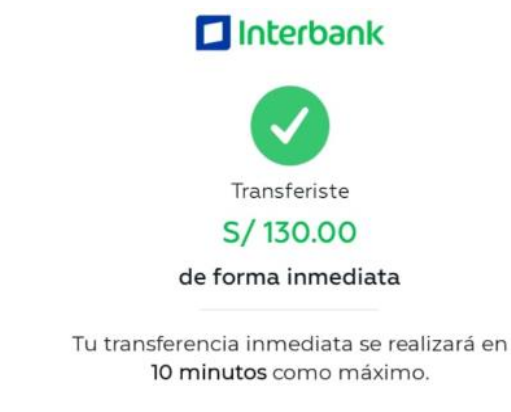 Interbank
Transferiste
S/ 130.00
de forma inmediata
Tu transferencia inmediata se realizará en
10 minutos como máximo.